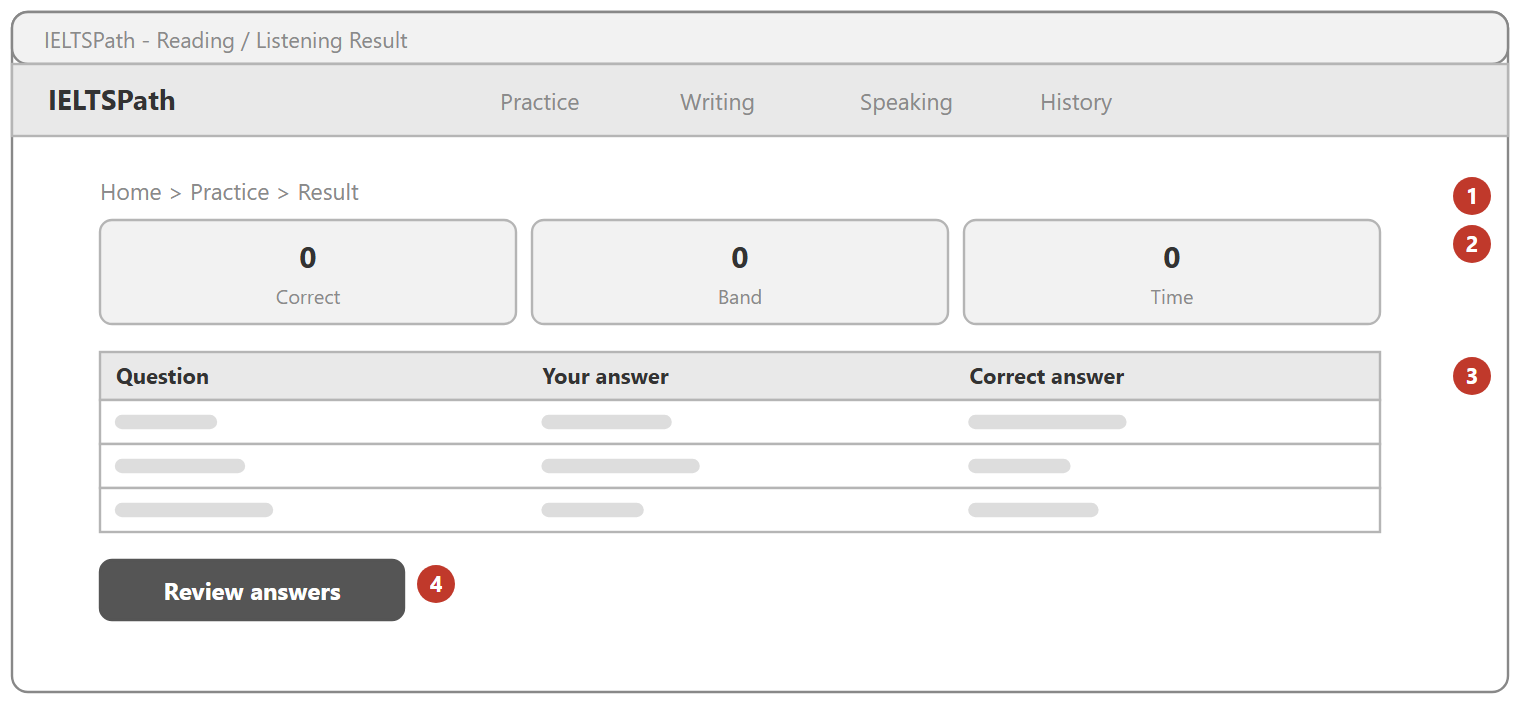 IELTSPath - Reading / Listening Result
IELTSPath Practice Writing Speaking History
Home > Practice > Result 1
2
0 0 0
Correct Band Time
Question Your answer Correct answer 3
Review answers 4